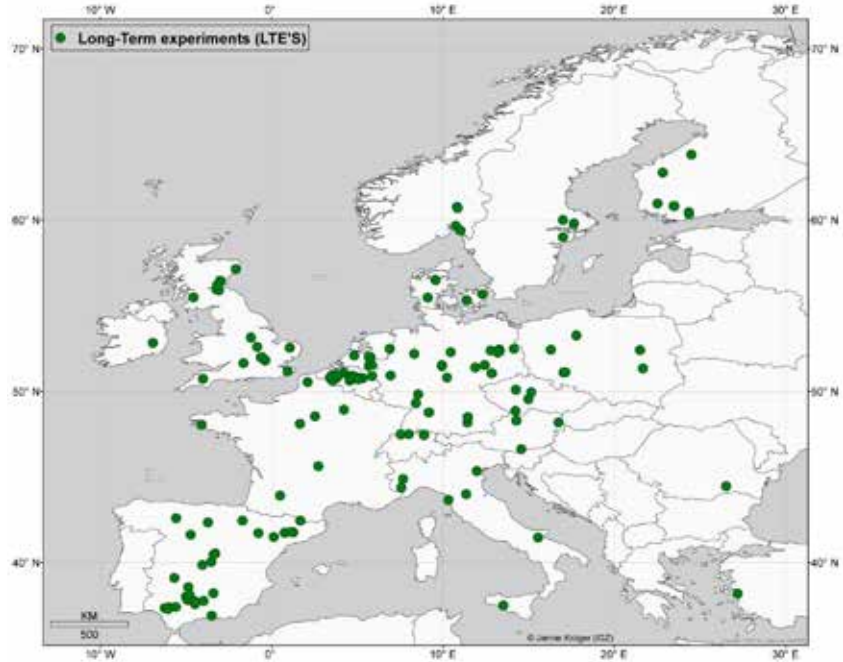 10° W 0° 10° E 20° E 30° E
Long-Term experiments (LTE'S)
70° N 70° N
60° N 60° N
50° N 50° N
40° N 40° N
KM
500
© Jannie Krüger (IGZ)
10° W 0° 10° E 20° E 30° E